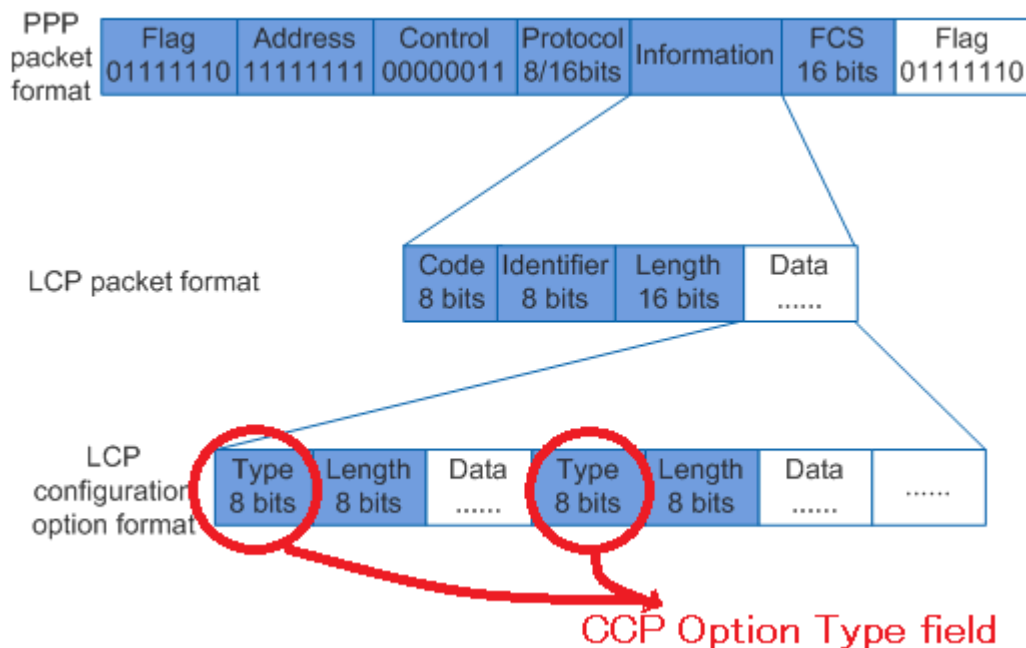 PPP packet format
Flag 01111110
Address 11111111
Control 00000011
Protocol 8/16bits
Information
FCS 16 bits
Flag 01111110
LCP packet format
Code 8 bits
Identifier 8 bits
Length 16 bits
Data ......
LCP configuration option format
Type 8 bits
Length 8 bits
Data ......
Type 8 bits
Length 8 bits
Data ......
......
CCP Option Type field